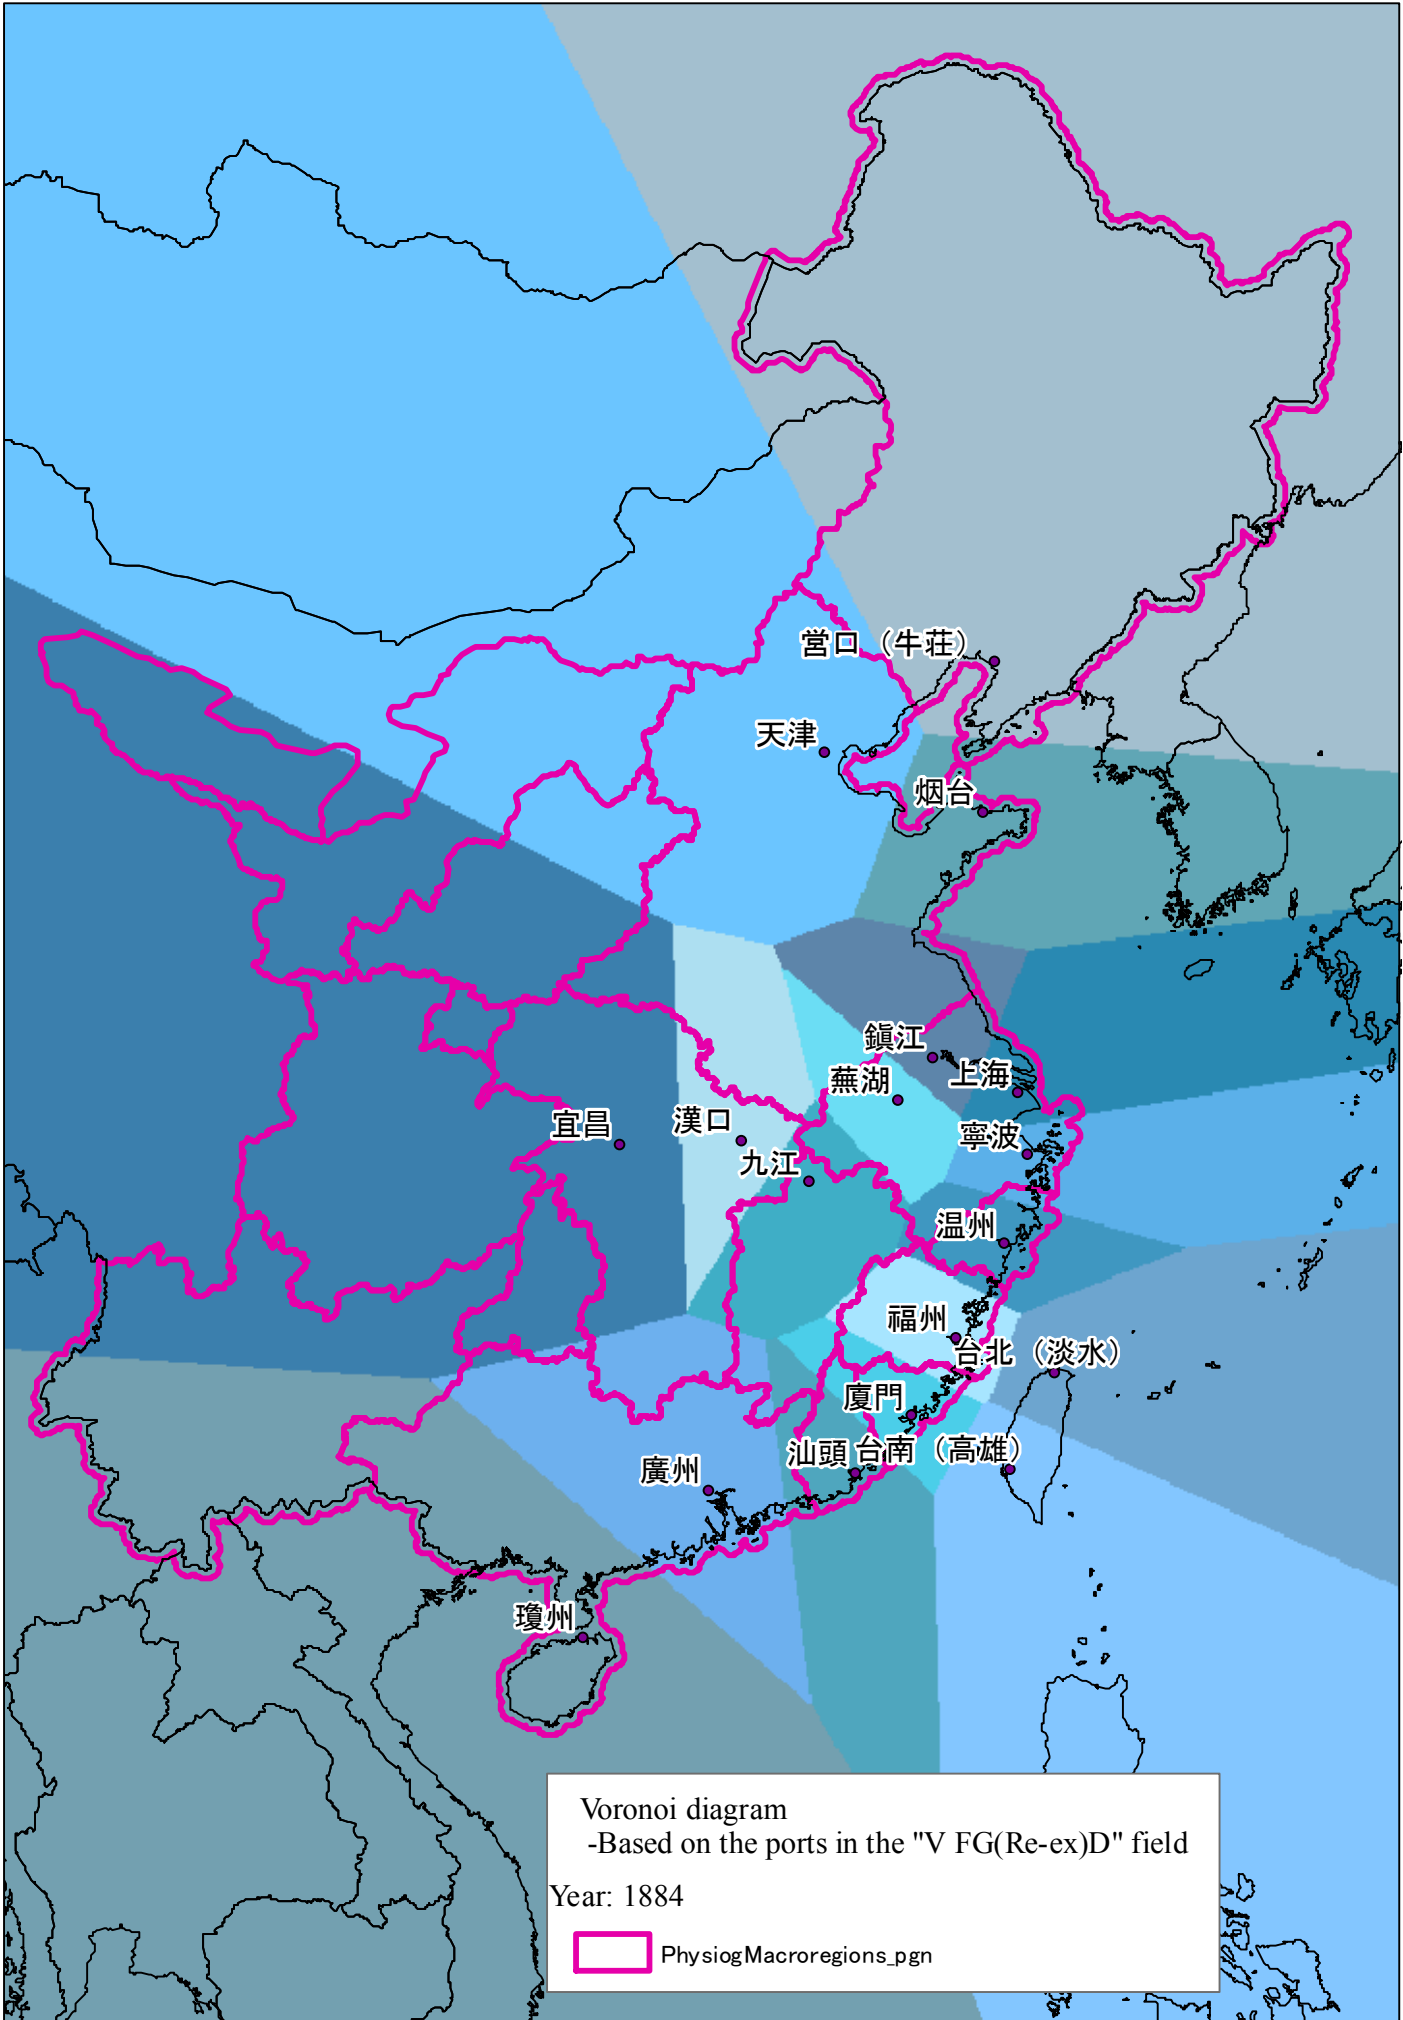 営口（牛荘）
天津
烟台
鎮江
上海
蕪湖
宜昌
漢口
寧波
九江
温州
福州
台北（淡水）
廈門
汕頭
台南（高雄）
廣州
瓊州
Voronoi diagram
-Based on the ports in the "V FG(Re-ex)D" field
Year: 1884
PhysiogMacroregions_pgn